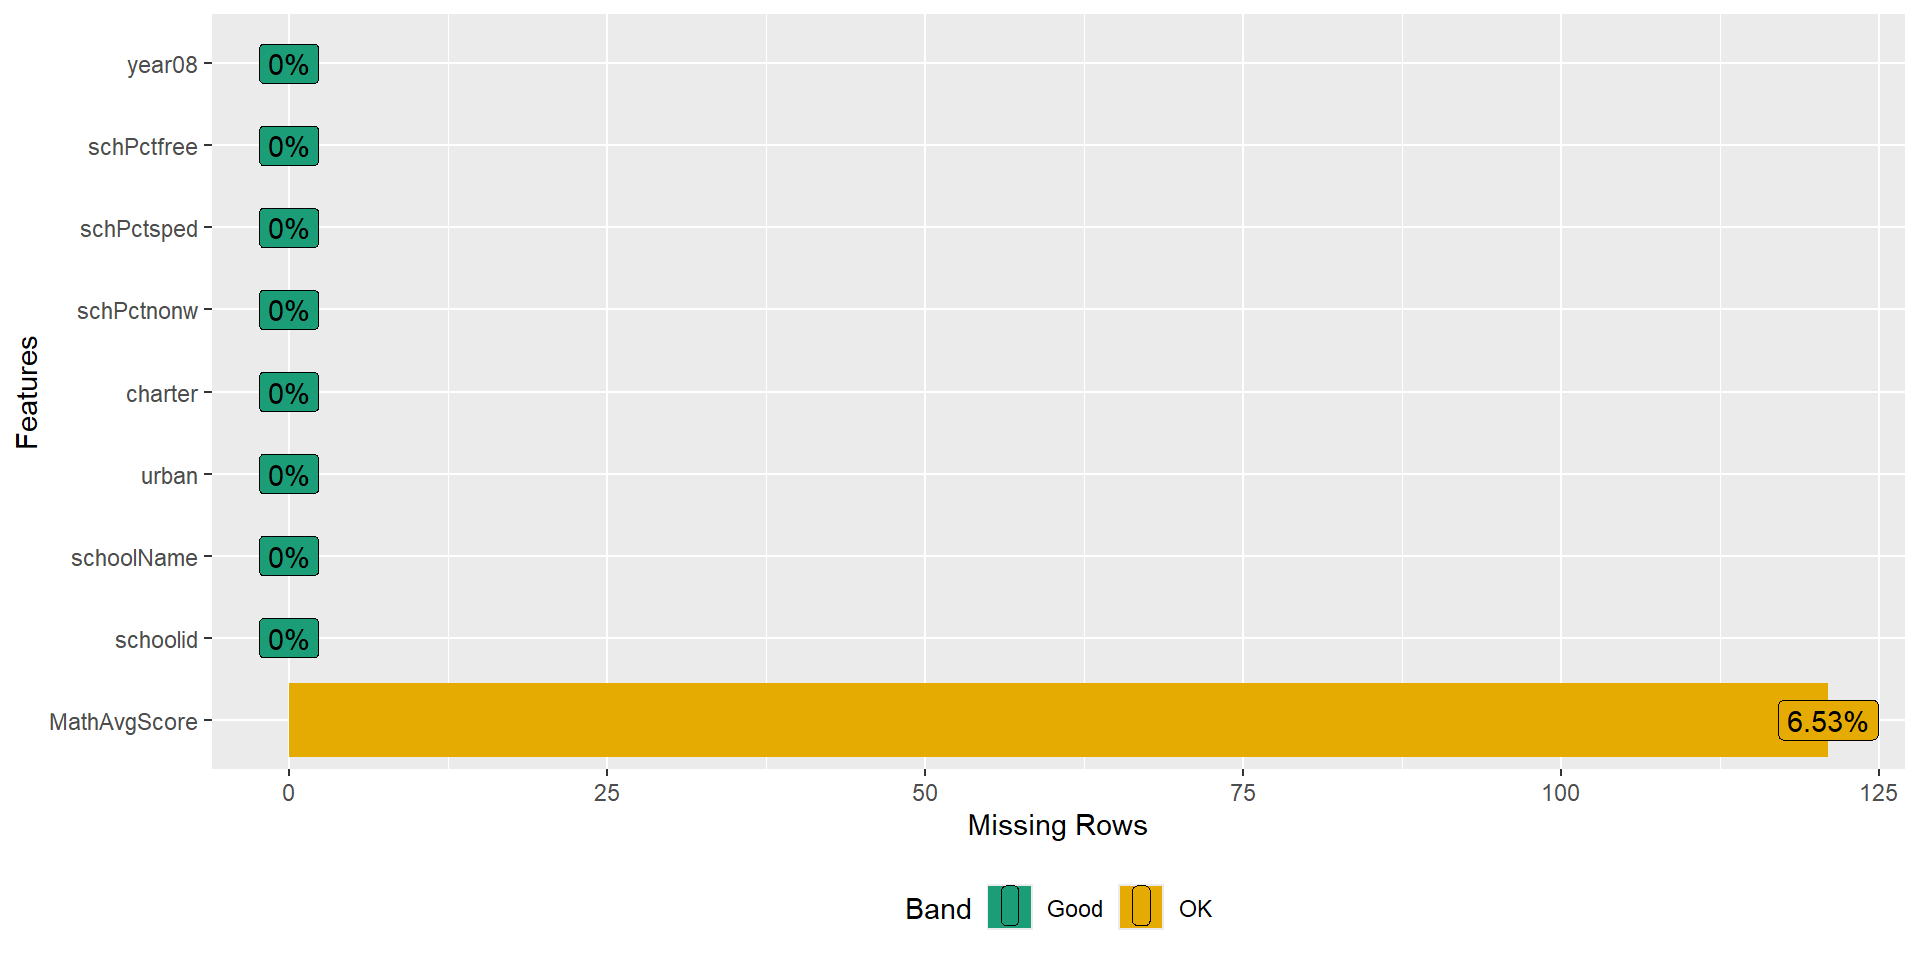 year08 0%
schPctfree 0%
schPctsped 0%
schPctnonw 0%
charter 0%
urban 0%
schoolName 0%
schoolid 0%
MathAvgScore 6.53%
Features
0 25 50 75 100 125
Missing Rows
Band Good OK